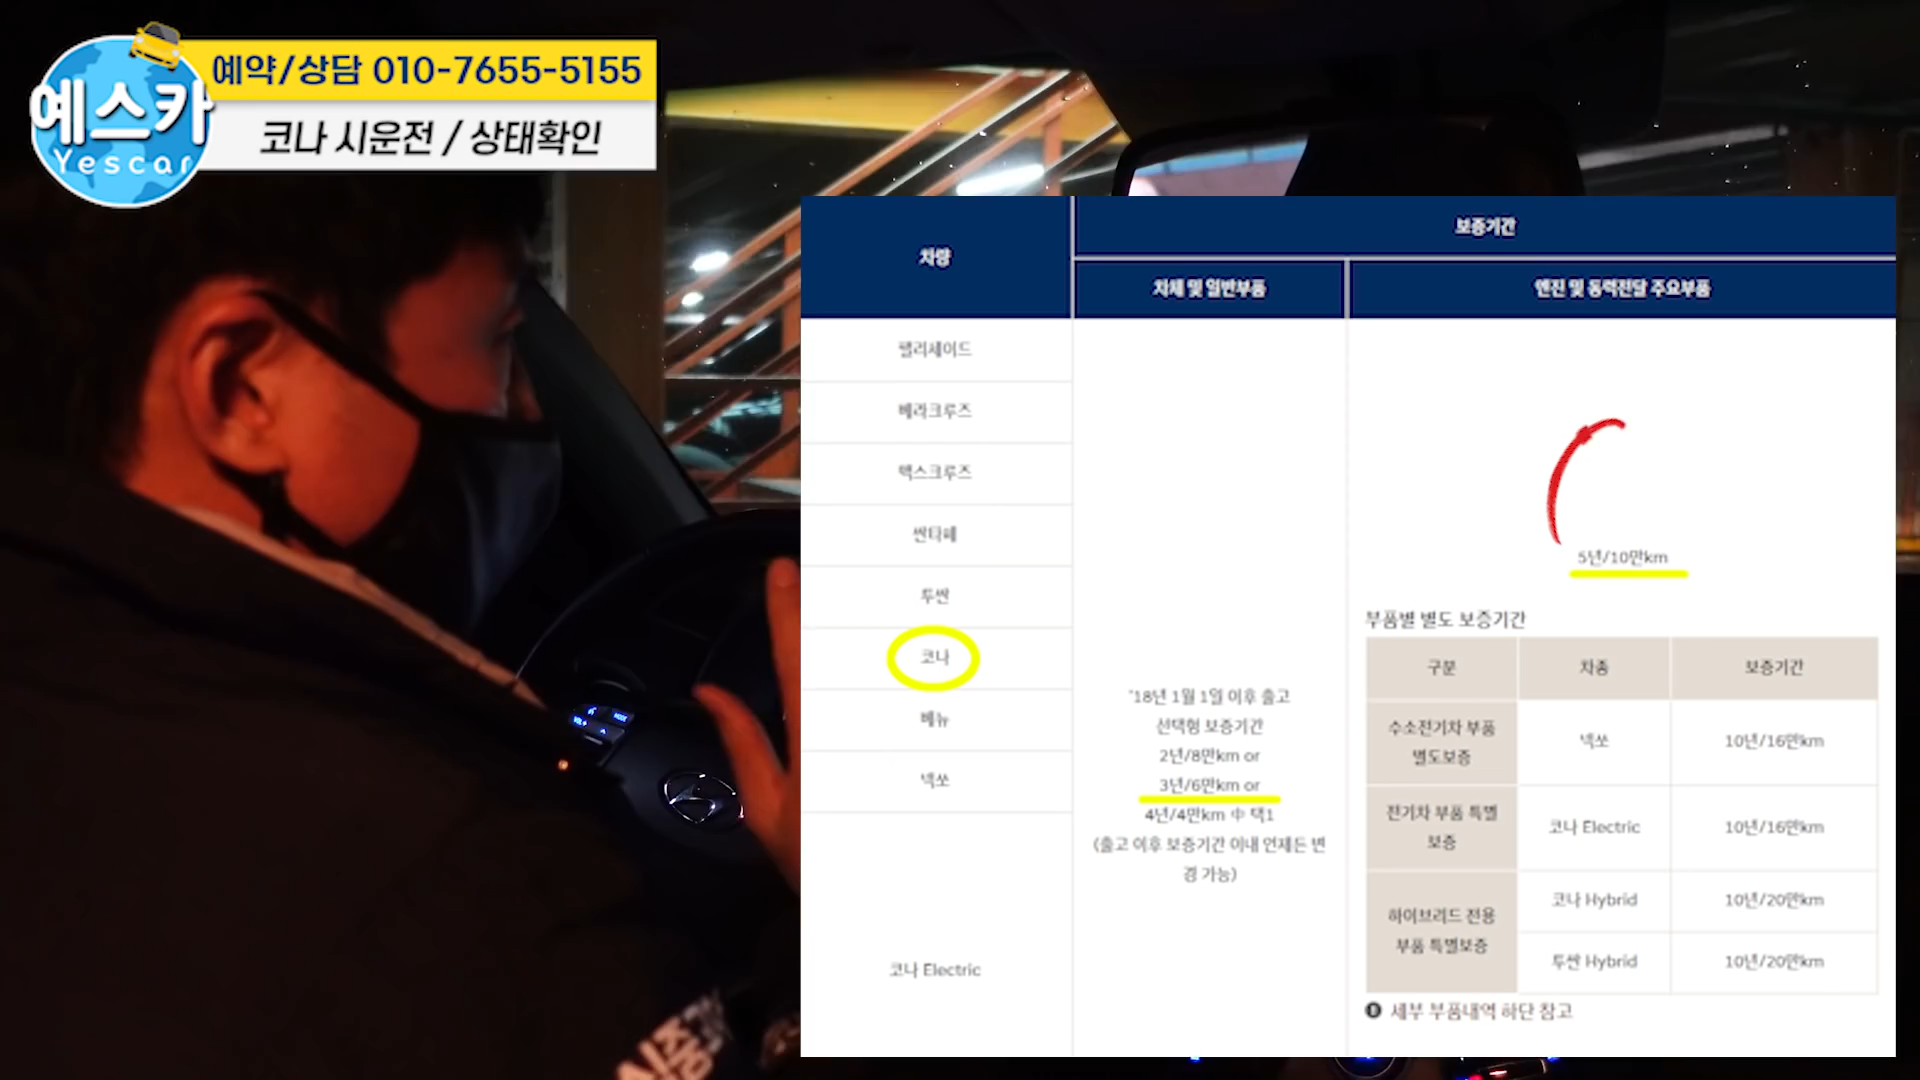 예약/상담 010-7655-5155
예스카
Yescar
코나 시운전 / 상태확인
차량
보증기간
차체 및 일반부품
엔진 및 동력전달 주요부품
팰리세이드
베라크루즈
맥스크루즈
싼타페
투싼
코나
베뉴
넥쏘
코나 Electric
'18년 1월 1일 이후 출고
선택형 보증기간
2년/8만km or
3년/6만km or
4년/4만km 中 택1
(출고 이후 보증기간 이내 언제든 변
경 가능)
5년/10만km
부품별 별도 보증기간
구분
차종
보증기간
수소전기차 부품
별도보증
넥쏘
10년/16만km
전기차 부품 특별
보증
코나 Electric
10년/16만km
하이브리드 전용
부품 특별보증
코나 Hybrid
10년/20만km
투싼 Hybrid
10년/20만km
세부 부품내역 하단 참고